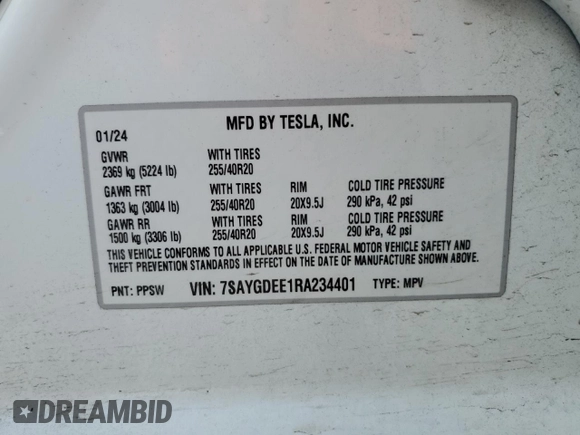 MFD BY TESLA, INC.
01/24
GVWR WITH TIRES
2369 kg (5224 lb) 255/40R20
GAWR FRT WITH TIRES RIM COLD TIRE PRESSURE
1363 kg (3004 lb) 255/40R20 20X9.5J 290 kPa, 42 psi
GAWR RR WITH TIRES RIM COLD TIRE PRESSURE
1500 kg (3306 lb) 255/40R20 20X9.5J 290 kPa, 42 psi
THIS VEHICLE CONFORMS TO ALL APPLICABLE U.S. FEDERAL MOTOR VEHICLE SAFETY AND
THEFT PREVENTION STANDARDS IN EFFECT ON THE DATE OF MANUFACTURE SHOWN ABOVE.
PNT: PPSW VIN: 7SAYGDEE1RA234401 TYPE: MPV
DREAMBID